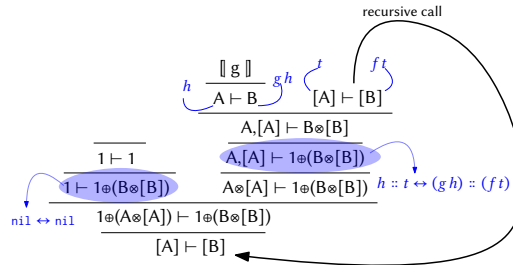 recursive call
⟦ g ⟧
h g h t f t
A ⊢ B [A] ⊢ [B]
A,[A] ⊢ B⊗[B]
1 ⊢ 1 A,[A] ⊢ 1⊕(B⊗[B])
1 ⊢ 1⊕(B⊗[B]) A⊗[A] ⊢ 1⊕(B⊗[B]) h :: t ↔ (g h) :: (f t)
nil ↔ nil 1⊕(A⊗[A]) ⊢ 1⊕(B⊗[B])
[A] ⊢ [B]